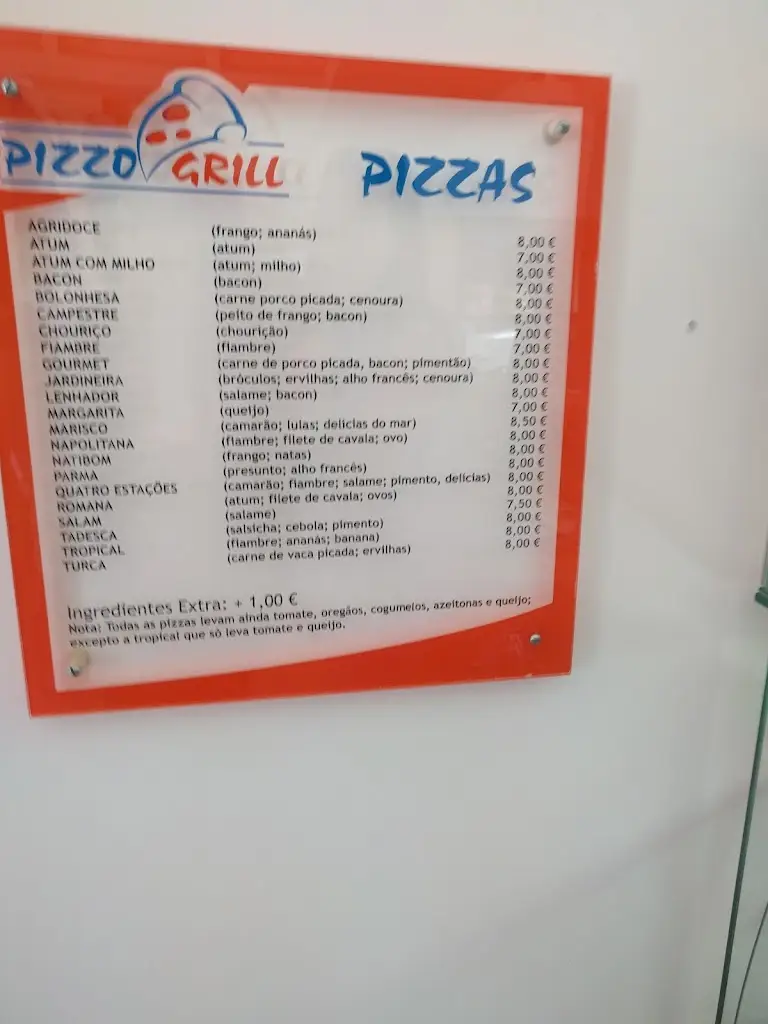 PIZZO GRILL PIZZAS
AGRIDOCE (frango; ananás) 8,00 €
ATUM (atum) 7,00 €
ATUM COM MILHO (atum; milho) 8,00 €
BACON (bacon) 7,00 €
BOLONHESA (carne porco picada; cenoura) 8,00 €
CAMPESTRE (peito de frango; bacon) 8,00 €
CHOURIÇO (chourição) 7,00 €
FIAMBRE (fiambre) 7,00 €
GOURMET (carne de porco picada, bacon; pimentão) 8,00 €
JARDINEIRA (bróculos; ervilhas; alho francês; cenoura) 8,00 €
LENHADOR (salame; bacon) 8,00 €
MARGARITA (queijo) 7,00 €
MARISCO (camarão; lulas; delicias do mar) 8,50 €
NAPOLITANA (fiambre; filete de cavala; ovo) 8,00 €
NATIBOM (frango; natas) 8,00 €
PARMA (presunto; alho francês) 8,00 €
QUATRO ESTAÇÕES (camarão; fiambre; salame; pimento, delicias) 8,00 €
ROMANA (atum; filete de cavala; ovos) 8,00 €
SALAM (salame) 7,50 €
TADESCA (salsicha; cebola; pimento) 8,00 €
TROPICAL (fiambre; ananás; banana) 8,00 €
TURCA (carne de vaca picada; ervilhas) 8,00 €
Ingredientes Extra: + 1,00 €
Nota: Todas as pizzas levam ainda tomate, oregãos, cogumelos, azeitonas e queijo;
excepto a tropical que só leva tomate e queijo.